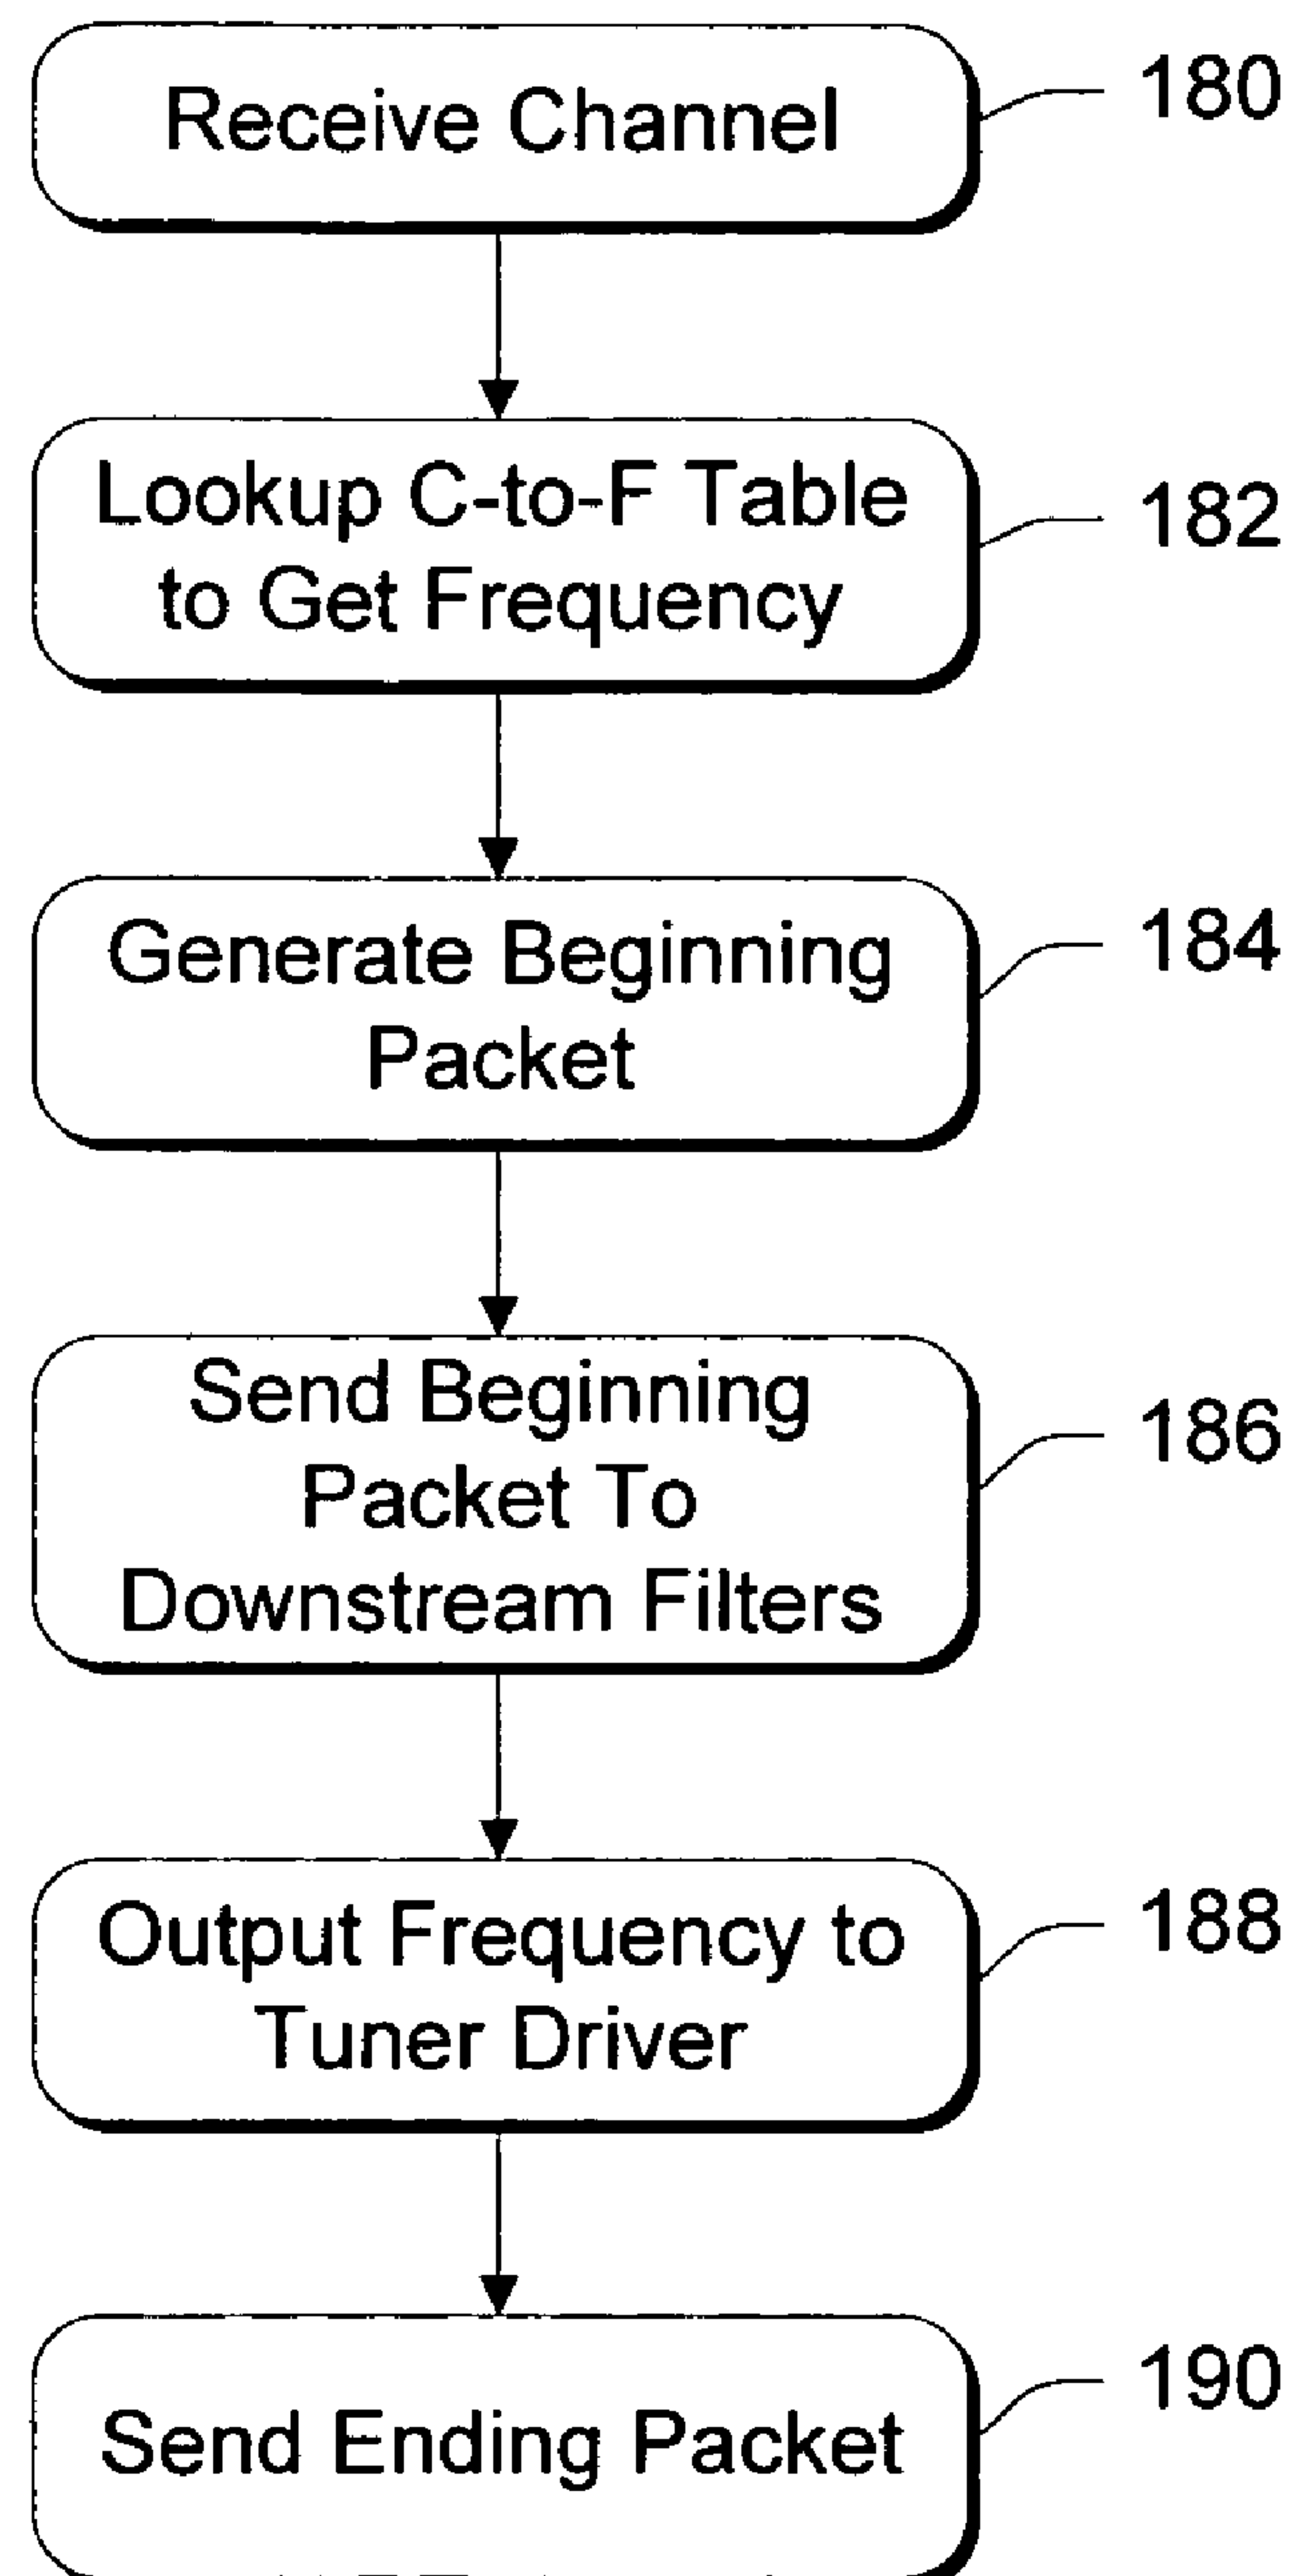 Receive Channel
180
Lookup C-to-F Table
to Get Frequency
182
Generate Beginning
Packet
184
Send Beginning
Packet To
Downstream Filters
186
Output Frequency to
Tuner Driver
188
Send Ending Packet
190